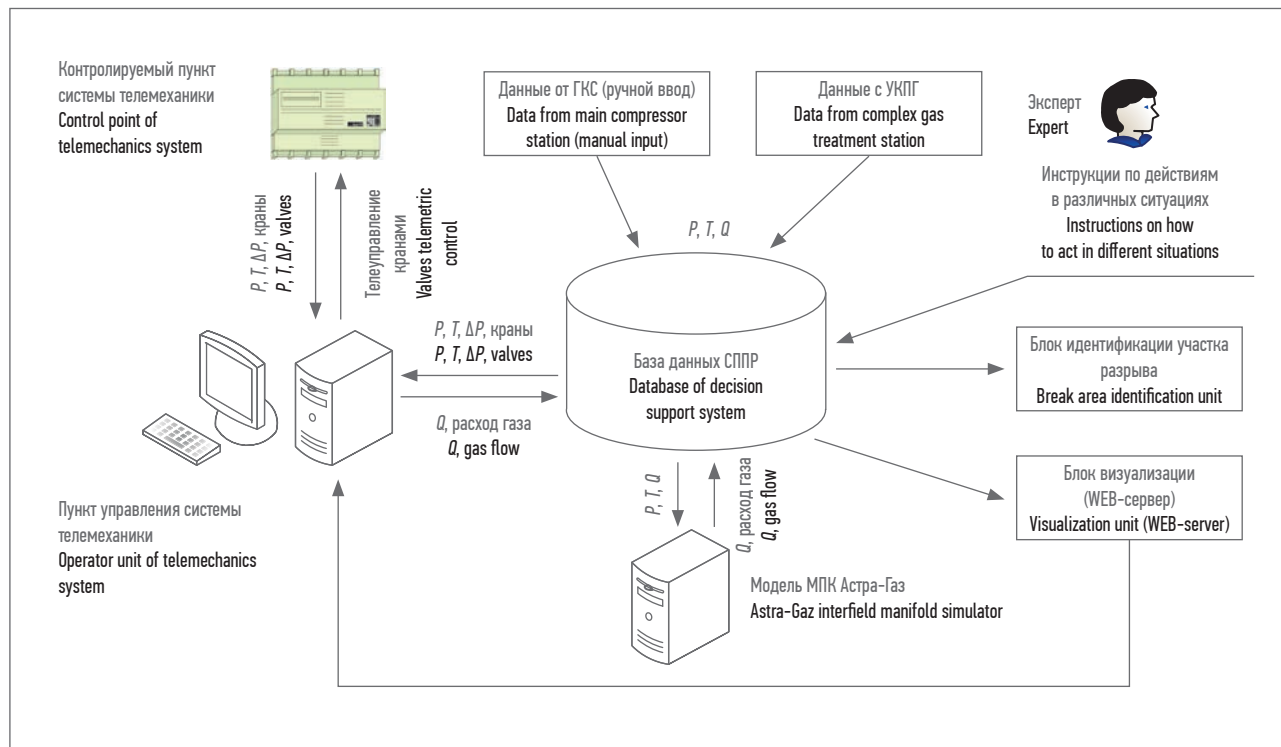 Контролируемый пункт
системы телемеханики
Control point of
telemechanics system
P, T, ΔP, краны
P, T, ΔP, valves
Телеуправление
кранами
Valves telemetric
control
Данные от ГКС (ручной ввод)
Data from main compressor
station (manual input)
Данные с УКПГ
Data from complex gas
treatment station
Эксперт
Expert
Инструкции по действиям
в различных ситуациях
Instructions on how
to act in different situations
P, T, Q
P, T, ΔP, краны
P, T, ΔP, valves
Q, расход газа
Q, gas flow
База данных СППР
Database of decision
support system
Блок идентификации участка
разрыва
Break area identification unit
Блок визуализации
(WEB-сервер)
Visualization unit (WEB-server)
P, T, Q
Q, расход газа
Q, gas flow
Пункт управления системы
телемеханики
Operator unit of telemechanics
system
Модель МПК Астра-Газ
Astra-Gaz interfield manifold simulator